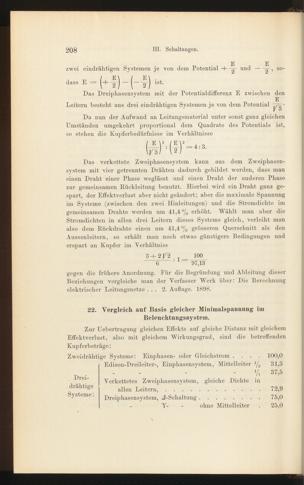 208 III. Schaltungen.
zwei eindrähtigen Systemen je von dem Potential + E/2 und − E/2, so-
dass E = (+ E/2) − (− E/2) ist.
Das Dreiphasensystem mit der Potentialdifferenz E zwischen den
Leitern besteht aus drei eindrähtigen Systemen je von dem Potential E/√3.
Da nun der Aufwand an Leitungsmaterial unter sonst ganz gleichen
Umständen umgekehrt proportional dem Quadrate des Potentials ist,
so stehen die Kupferbedürfnisse im Verhältnisse
(E/√3)² : (E/2)² = 4 : 3.
Das verkettete Zweiphasensystem kann aus dem Zweiphasen-
system mit vier getrennten Drähten dadurch gebildet werden, dass man
einen Draht einer Phase weglässt und einen Draht der anderen Phase
zur gemeinsamen Rückleitung benutzt. Hierbei wird ein Draht ganz ge-
spart, der Effektverlust aber nicht geändert; aber die maximale Spannung
im Systeme (zwischen den zwei Hinleitungen) und die Stromdichte im
gemeinsamen Drahte werden um 41,4 % erhöht. Wählt man aber die
Stromdichten in allen drei Leitern dieses Systems gleich, verleiht man
also dem Rückdrahte einen um 41,4 % grösseren Querschnitt als den
Aussenleitern, so erhält man noch etwas günstigere Bedingungen und
erspart an Kupfer im Verhältnisse
3 + 2√2 / 6 : 1 = 100 / 97,13
gegen die frühere Anordnung. Für die Begründung und Ableitung dieser
Beziehungen vergleiche man der Verfasser Werk über: Die Berechnung
elektrischer Leitungsnetze . . . 2. Auflage. 1898.
22. Vergleich auf Basis gleicher Minimalspannung im
Beleuchtungssystem.
Zur Uebertragung gleichen Effekts auf gleiche Distanz mit gleichem
Effektverlust, also mit gleichem Wirkungsgrad, sind die betreffenden
Kupferbeträge:
Zweidrähtige Systeme: Einphasen- oder Gleichstrom . . . . 100,0
Drei-
drähtige
Systeme:
Edison-Dreileiter-, Einphasensystem, Mittelleiter 1/2 31,3
" " " " 1/1 37,5
Verkettetes Zweiphasensystem, gleiche Dichte in
allen Leitern, . . . . . . . . 72,9
Dreiphasensystem, Δ-Schaltung . . . . . . 75,0
" Y- " ohne Mittelleiter . 25,0